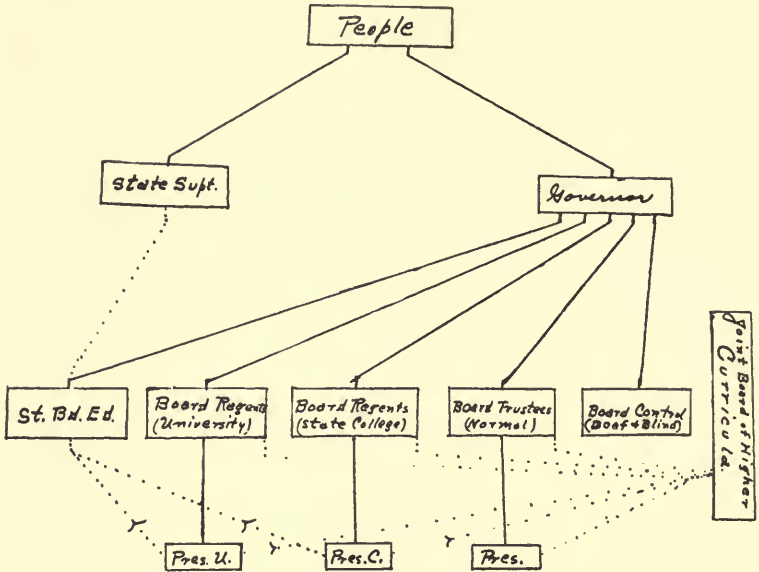 People
State Supt.
Governor
St. Bd. Ed.
Board Regents
(University)
Board Regents
(State College)
Board Trustees
(Normal)
Board Control
(Deaf & Blind)
Joint Board of Higher
Curricula
Pres. U.
Pres. C.
Pres.